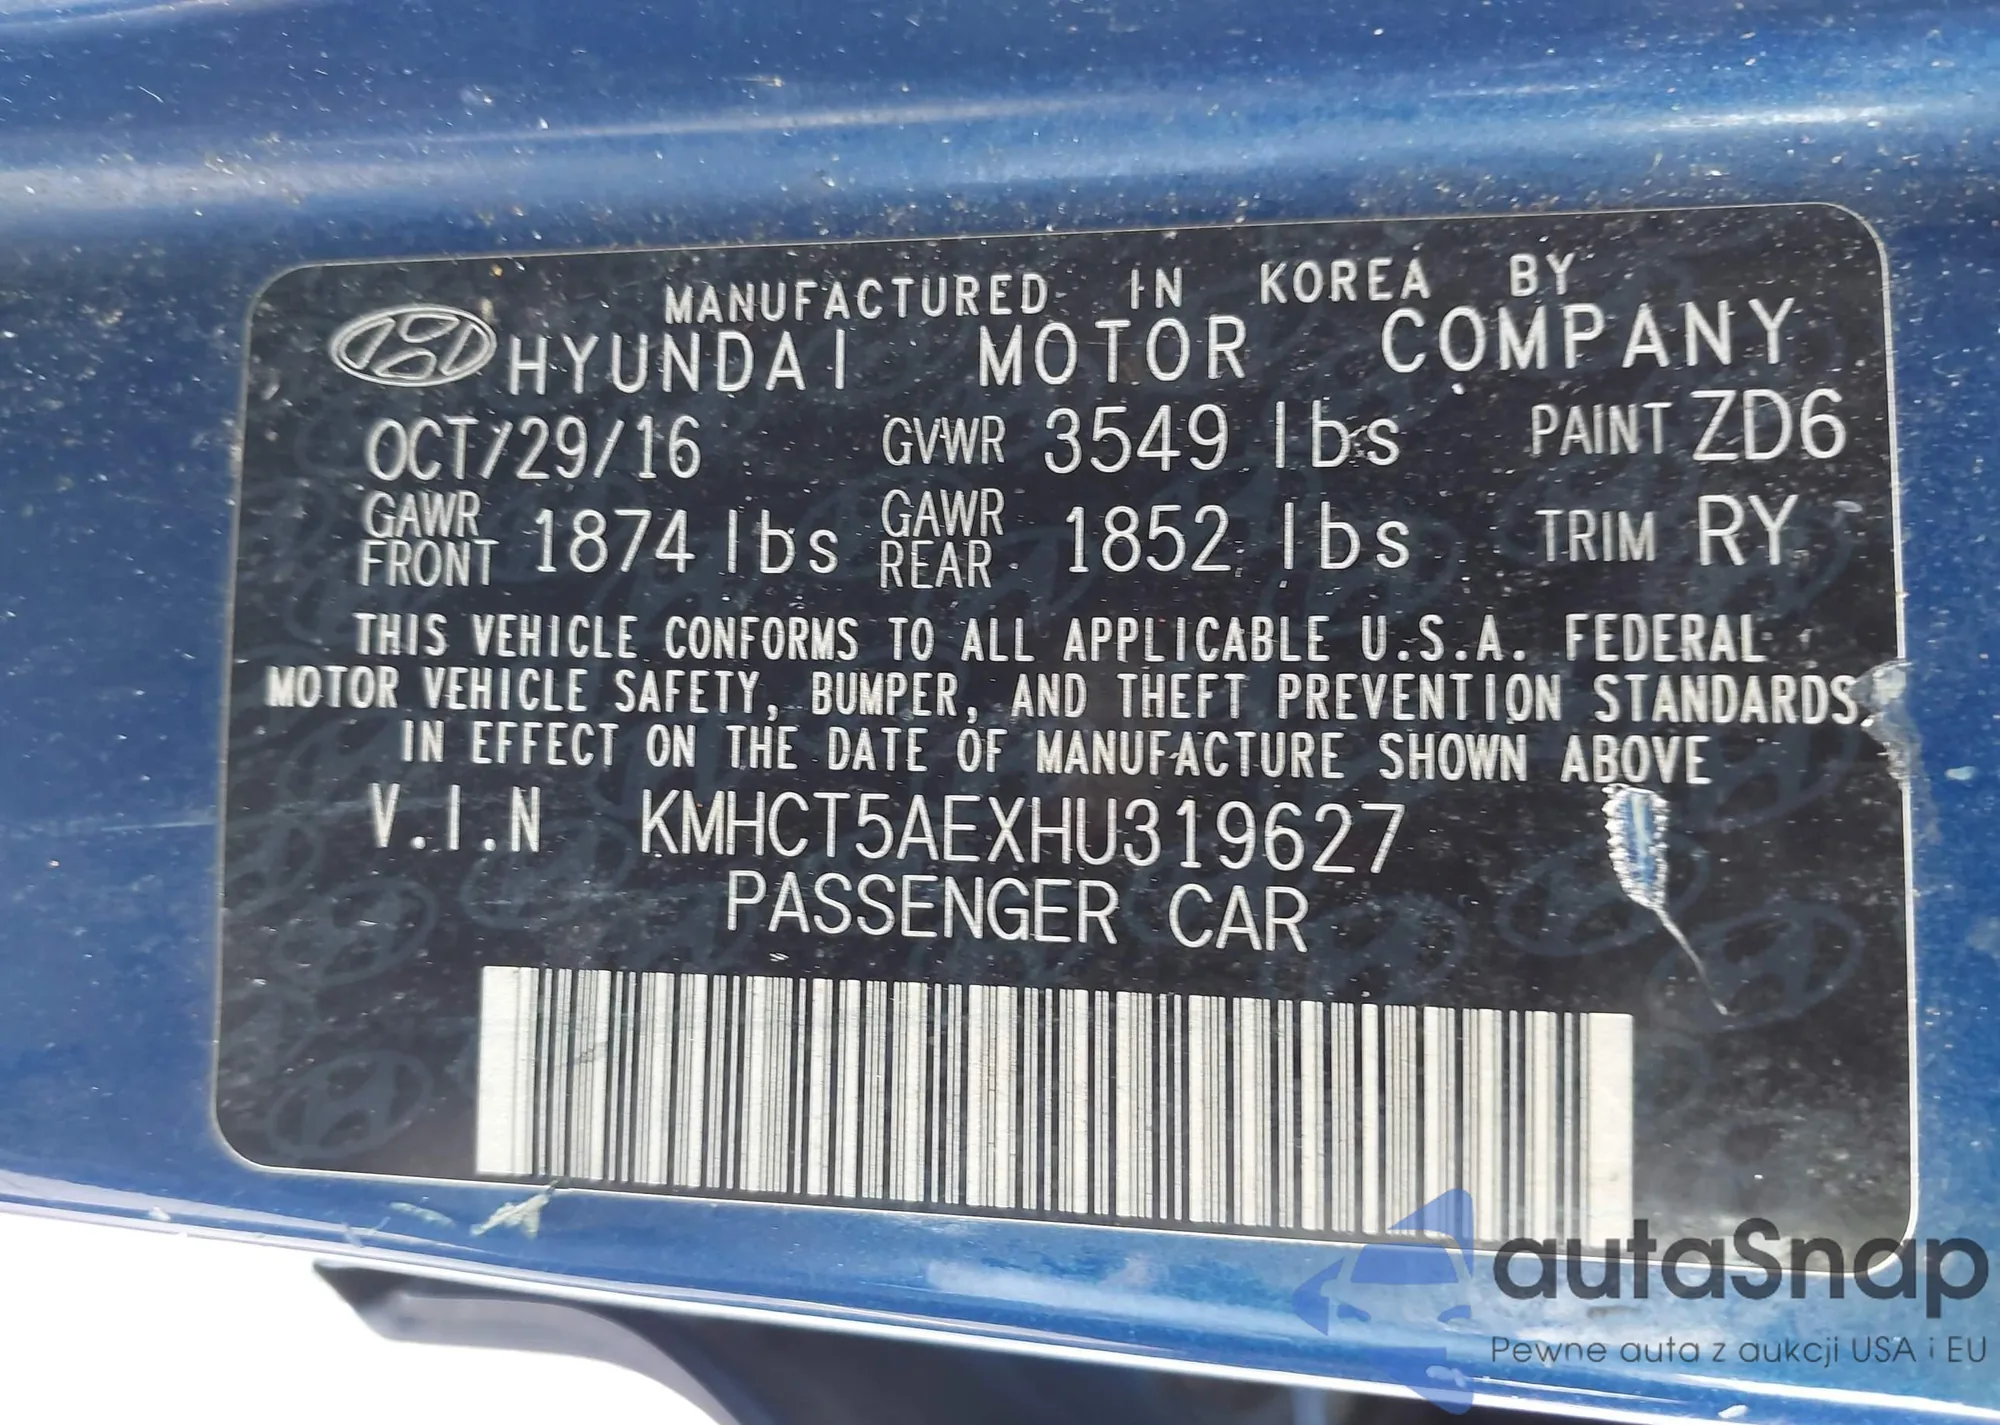 MANUFACTURED IN KOREA BY
HYUNDAI MOTOR COMPANY
OCT/29/16 GVWR 3549 lbs PAINT ZD6
GAWR FRONT 1874 lbs GAWR REAR 1852 lbs TRIM RY
THIS VEHICLE CONFORMS TO ALL APPLICABLE U.S.A. FEDERAL
MOTOR VEHICLE SAFETY, BUMPER, AND THEFT PREVENTION STANDARDS
IN EFFECT ON THE DATE OF MANUFACTURE SHOWN ABOVE
V.I.N KMHCT5AEXHU319627
PASSENGER CAR
autaSnap
Pewne auta z aukcji USA i EU